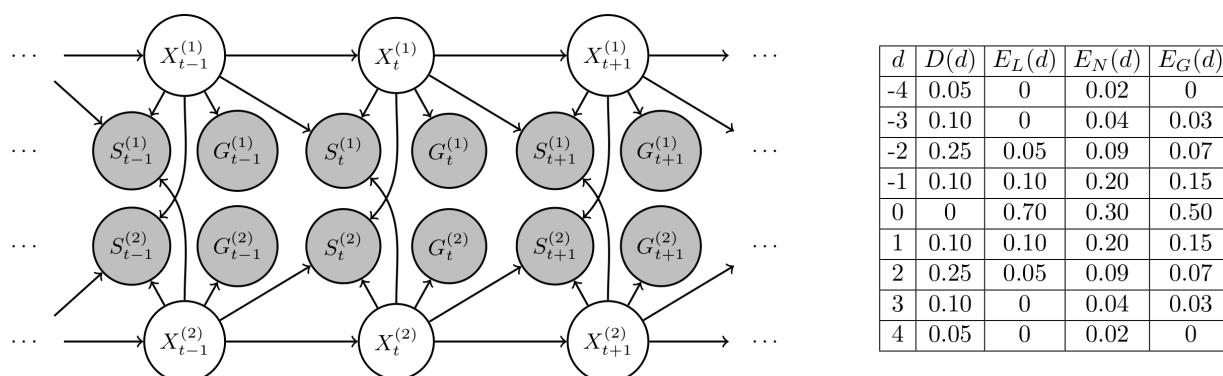 … X_{t-1}^{(1)} X_t^{(1)} X_{t+1}^{(1)} …
… S_{t-1}^{(1)} G_{t-1}^{(1)} S_t^{(1)} G_t^{(1)} S_{t+1}^{(1)} G_{t+1}^{(1)} …
… S_{t-1}^{(2)} G_{t-1}^{(2)} S_t^{(2)} G_t^{(2)} S_{t+1}^{(2)} G_{t+1}^{(2)} …
… X_{t-1}^{(2)} X_t^{(2)} X_{t+1}^{(2)} …
d D(d) E_L(d) E_N(d) E_G(d)
-4 0.05 0 0.02 0
-3 0.10 0 0.04 0.03
-2 0.25 0.05 0.09 0.07
-1 0.10 0.10 0.20 0.15
0 0 0.70 0.30 0.50
1 0.10 0.10 0.20 0.15
2 0.25 0.05 0.09 0.07
3 0.10 0 0.04 0.03
4 0.05 0 0.02 0